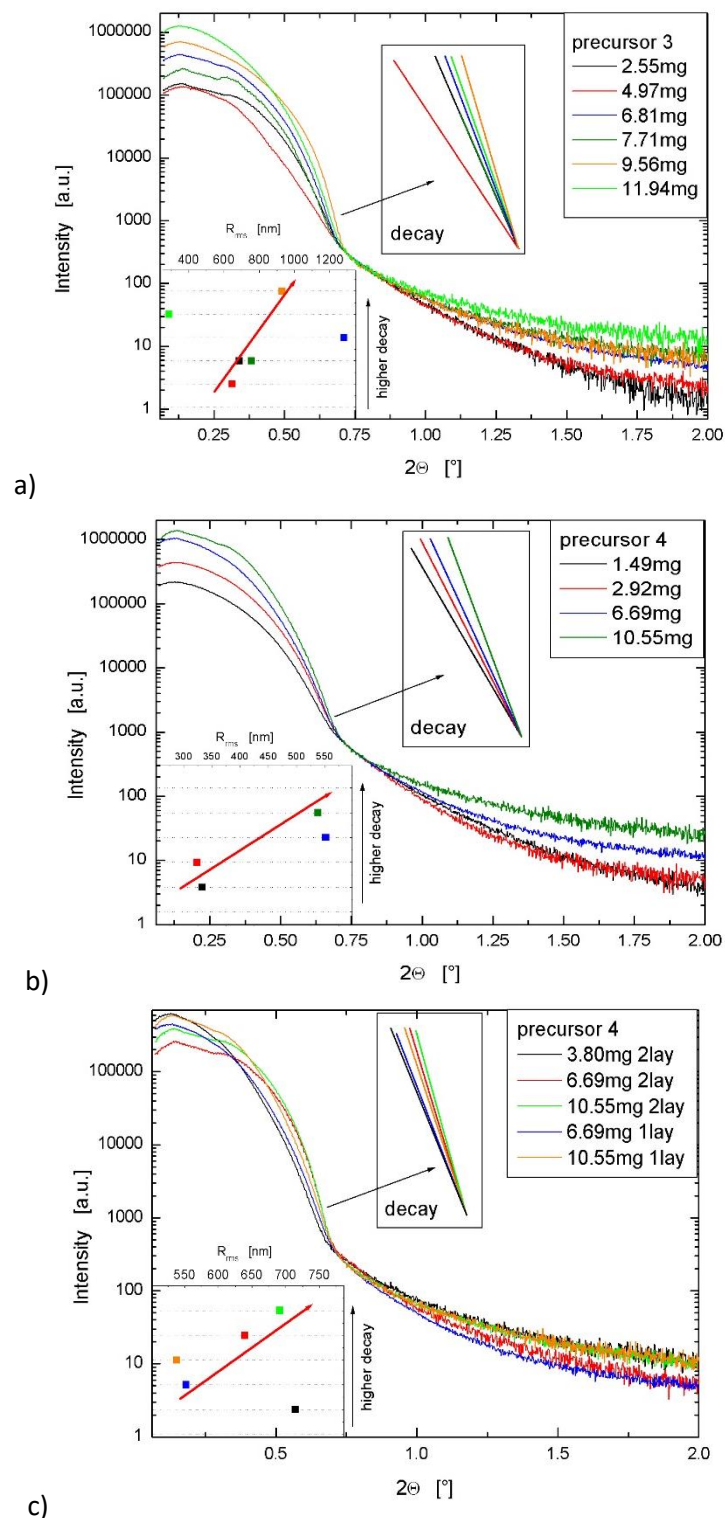 1000000
100000
10000
1000
100
10
1
Intensity [a.u.]
precursor 3
2.55mg
4.97mg
6.81mg
7.71mg
9.56mg
11.94mg
decay
Rrms [nm]
400 600 800 1000 1200
higher decay
0.25 0.50 0.75 1.00 1.25 1.50 1.75 2.00
2Θ [°]
a)
1000000
100000
10000
1000
100
10
1
Intensity [a.u.]
precursor 4
1.49mg
2.92mg
6.69mg
10.55mg
decay
Rrms [nm]
300 350 400 450 500 550
higher decay
0.25 0.50 0.75 1.00 1.25 1.50 1.75 2.00
2Θ [°]
b)
100000
10000
1000
100
10
1
Intensity [a.u.]
precursor 4
3.80mg 2lay
6.69mg 2lay
10.55mg 2lay
6.69mg 1lay
10.55mg 1lay
decay
Rrms [nm]
550 600 650 700 750
higher decay
0.5 1.0 1.5 2.0
2Θ [°]
c)